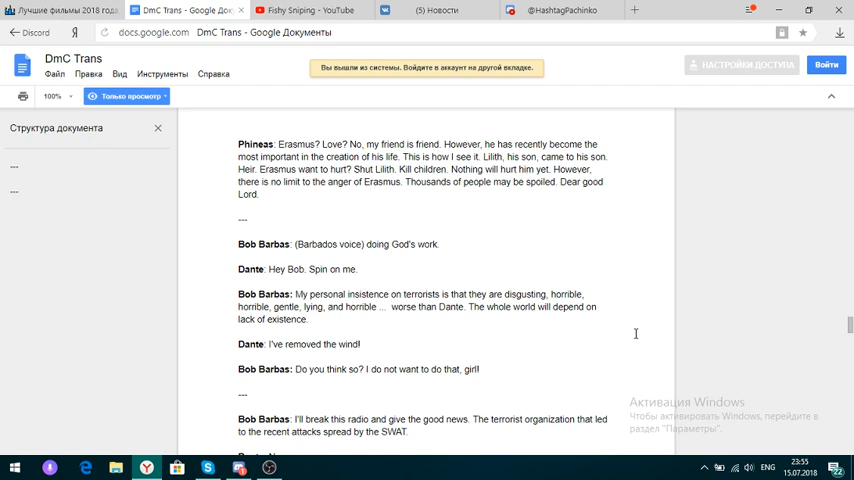 Лучшие фильмы 2018 года
DmC Trans - Google Док
Fishy Sniping - YouTube
(5) Новости
@HashtagPachinko
Discord
docs.google.com DmC Trans - Google Документы
DmC Trans
Файл Правка Вид Инструменты Справка
Вы вышли из системы. Войдите в аккаунт на другой вкладке.
НАСТРОЙКИ ДОСТУПА
Войти
100%
Только просмотр
Структура документа
---
---
Phineas: Erasmus? Love? No, my friend is friend. However, he has recently become the
most important in the creation of his life. This is how I see it. Lilith, his son, came to his son.
Heir. Erasmus want to hurt? Shut Lilith. Kill children. Nothing will hurt him yet. However,
there is no limit to the anger of Erasmus. Thousands of people may be spoiled. Dear good
Lord.
---
Bob Barbas: (Barbados voice) doing God's work.
Dante: Hey Bob. Spin on me.
Bob Barbas: My personal insistence on terrorists is that they are disgusting, horrible,
horrible, gentle, lying, and horrible ... worse than Dante. The whole world will depend on
lack of existence.
Dante: I've removed the wind!
Bob Barbas: Do you think so? I do not want to do that, girl!
---
Bob Barbas: I'll break this radio and give the good news. The terrorist organization that led
to the recent attacks spread by the SWAT.
Активация Windows
Чтобы активировать Windows, перейдите в
раздел "Параметры".
ENG
23:55
15.07.2018
22